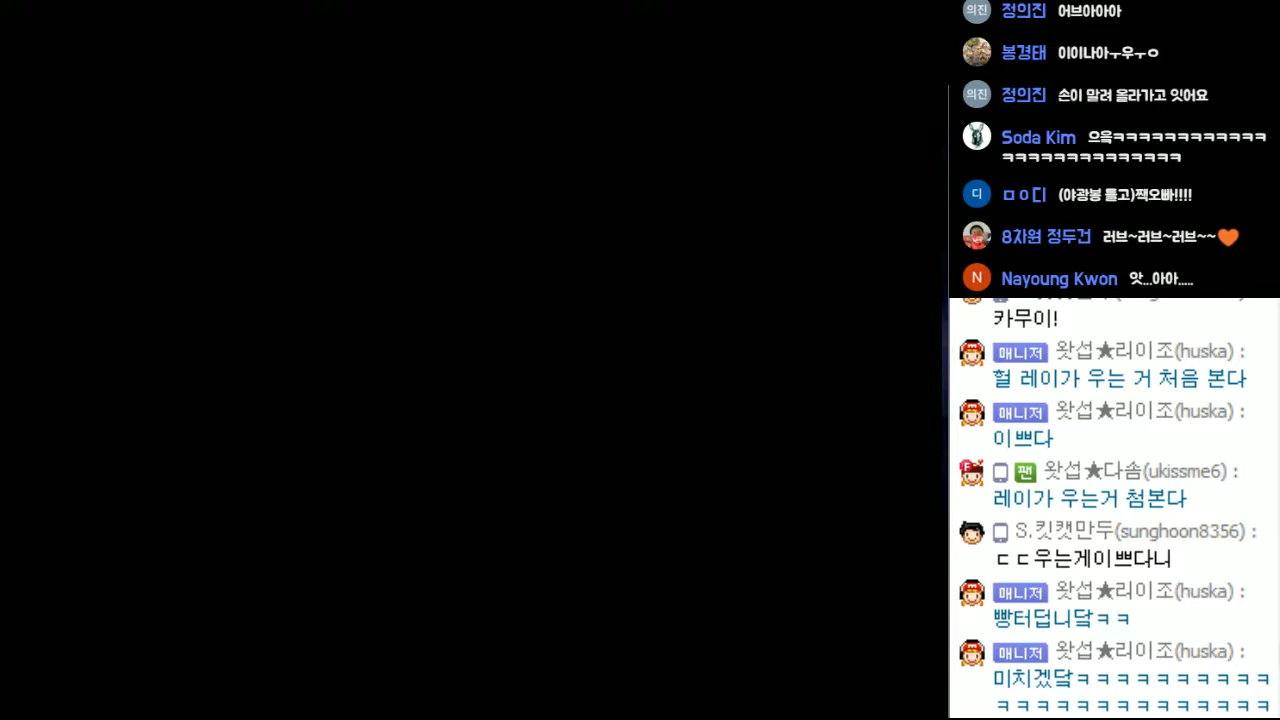 의진 정의진 어브아아아
봉경태 이이나아ㅜ우ㅜㅇ
의진 정의진 손이 말려 올라가고 잇어요
Soda Kim 으읔ㅋㅋㅋㅋㅋㅋㅋㅋㅋㅋㅋㅋ
ㅋㅋㅋㅋㅋㅋㅋㅋㅋㅋㅋㅋㅋㅋ
디 ㅁㅇ디 (야광봉 틀고)짹오빠!!!!
8차원 정두건 러브~러브~러브~~🧡
N Nayoung Kwon 앗...아아.....
카무이!
매니저 왓섭★리이조(huska) :
헐 레이가 우는 거 처음 본다
매니저 왓섭★리이조(huska) :
이쁘다
팬 왓섭★다솜(ukissme6) :
레이가 우는거 첨본다
S.킷캣만두(sunghoon8356) :
ㄷㄷ우는게이쁘다니
매니저 왓섭★리이조(huska) :
빵터덥니닼ㅋㅋ
매니저 왓섭★리이조(huska) :
미치겠닼ㅋㅋㅋㅋㅋㅋㅋㅋㅋㅋ
ㅋㅋㅋㅋㅋㅋㅋㅋㅋㅋㅋㅋㅋㅋ